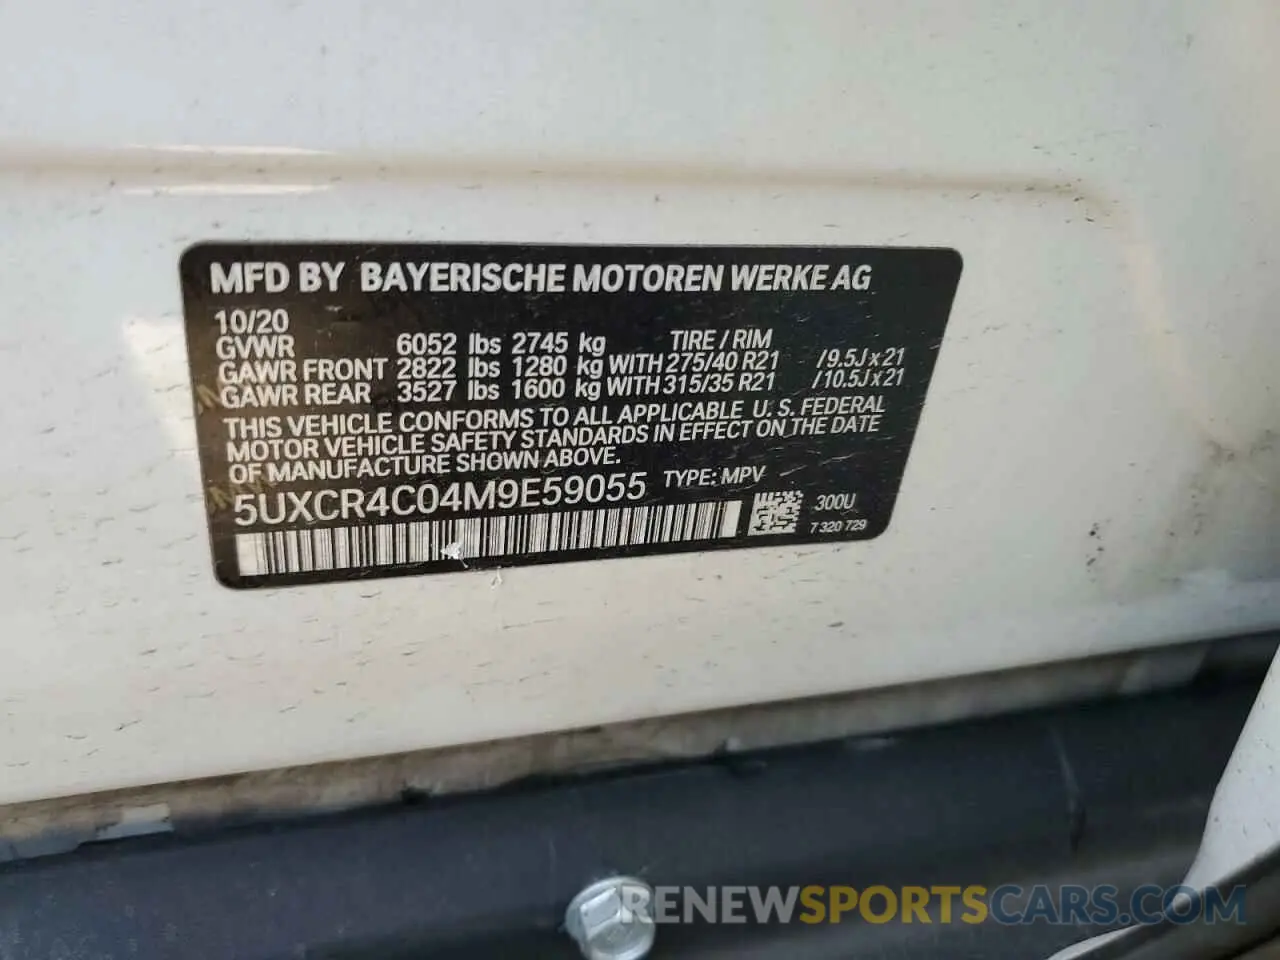 MFD BY BAYERISCHE MOTOREN WERKE AG
10/20
GVWR 6052 lbs 2745 kg TIRE / RIM
GAWR FRONT 2822 lbs 1280 kg WITH 275/40 R21 /9.5J x 21
GAWR REAR 3527 lbs 1600 kg WITH 315/35 R21 /10.5J x 21
THIS VEHICLE CONFORMS TO ALL APPLICABLE U. S. FEDERAL
MOTOR VEHICLE SAFETY STANDARDS IN EFFECT ON THE DATE
OF MANUFACTURE SHOWN ABOVE.
5UXCR4C04M9E59055 TYPE: MPV
300U
7 320 729
RENEWSPORTSCARS.COM